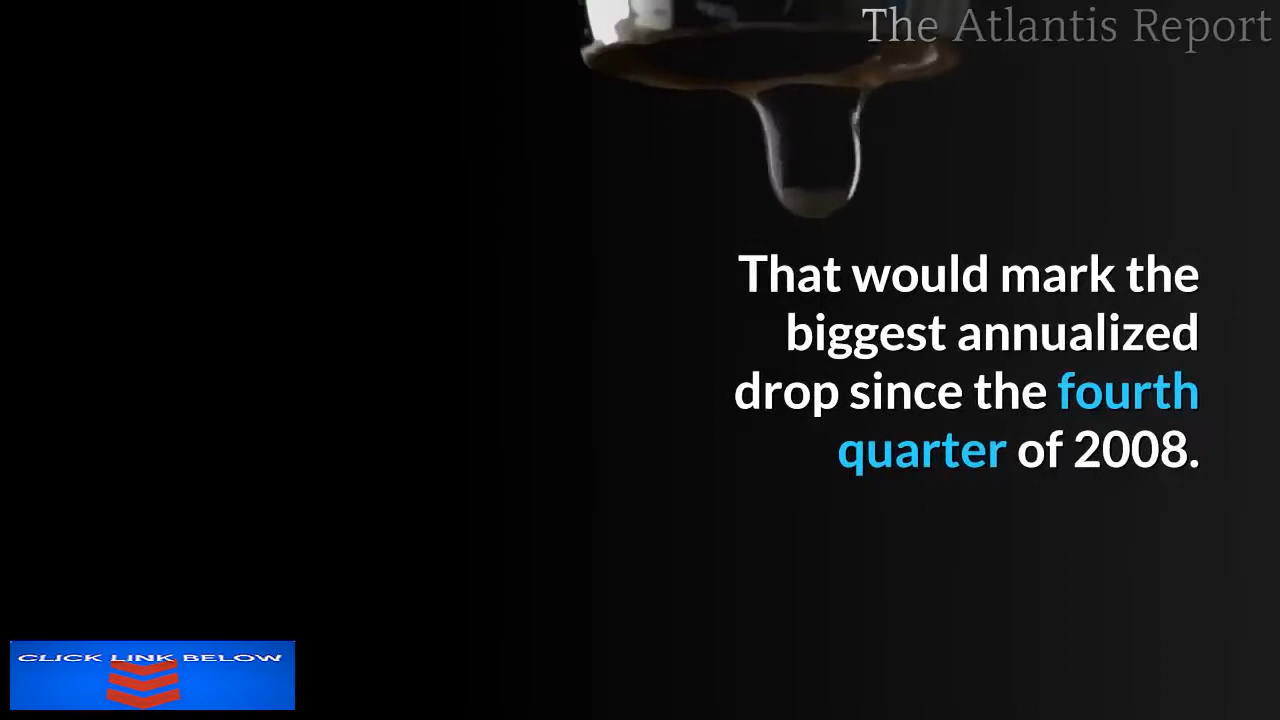 The Atlantis Report
That would mark the
biggest annualized
drop since the fourth
quarter of 2008.
CLICK LINK BELOW